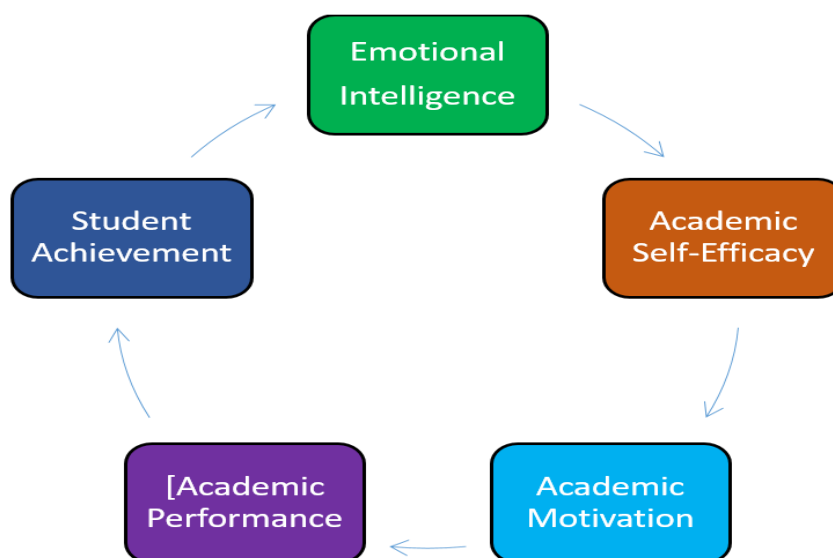 Emotional
Intelligence
Academic
Self-Efficacy
Academic
Motivation
[Academic
Performance
Student
Achievement